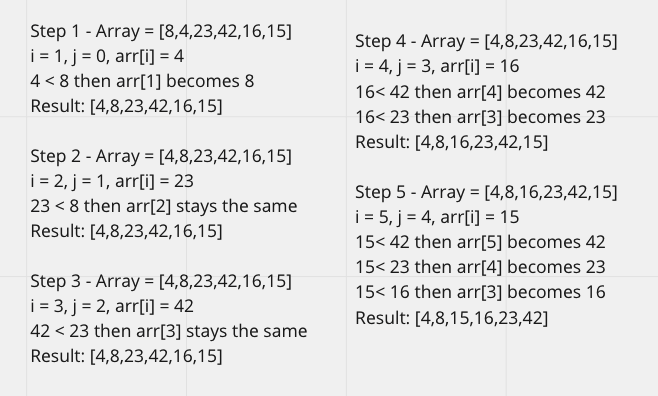 Step 1 - Array = [8,4,23,42,16,15]
i = 1, j = 0, arr[i] = 4
4 < 8 then arr[1] becomes 8
Result: [4,8,23,42,16,15]
Step 2 - Array = [4,8,23,42,16,15]
i = 2, j = 1, arr[i] = 23
23 < 8 then arr[2] stays the same
Result: [4,8,23,42,16,15]
Step 3 - Array = [4,8,23,42,16,15]
i = 3, j = 2, arr[i] = 42
42 < 23 then arr[3] stays the same
Result: [4,8,23,42,16,15]
Step 4 - Array = [4,8,23,42,16,15]
i = 4, j = 3, arr[i] = 16
16< 42 then arr[4] becomes 42
16< 23 then arr[3] becomes 23
Result: [4,8,16,23,42,15]
Step 5 - Array = [4,8,16,23,42,15]
i = 5, j = 4, arr[i] = 15
15< 42 then arr[5] becomes 42
15< 23 then arr[4] becomes 23
15< 16 then arr[3] becomes 16
Result: [4,8,15,16,23,42]